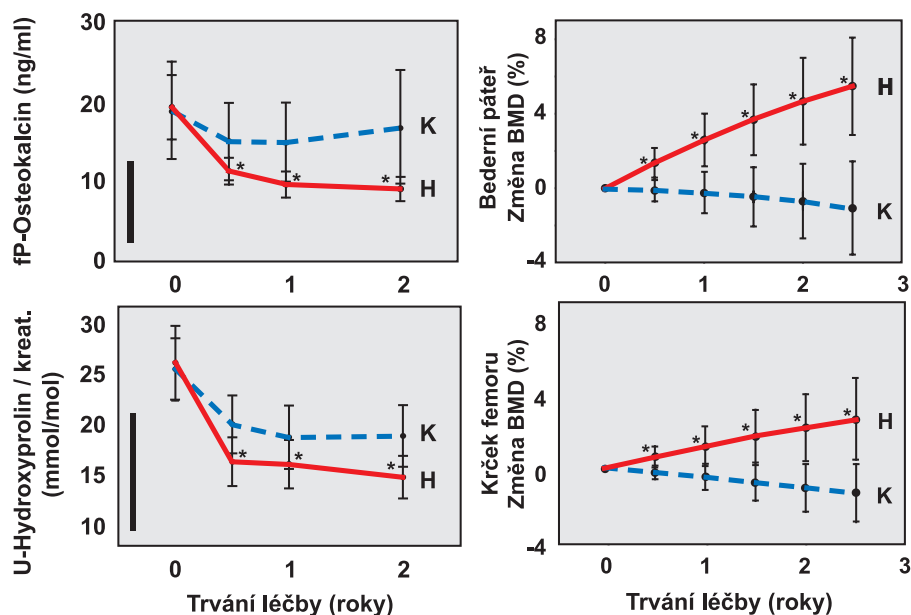 fP-Osteokalcin (ng/ml)
30
20
10
0
K
*
*
*
H
0
1
2
Bederní páteř
Změna BMD (%)
8
4
0
-4
*
*
*
*
*
H
K
0
1
2
3
U-Hydroxyprolin / kreat.
(mmol/mol)
30
25
20
15
10
K
*
*
*
H
0
1
2
Trvání léčby (roky)
Krček femoru
Změna BMD (%)
8
4
0
-4
*
*
*
*
*
H
K
0
1
2
3
Trvání léčby (roky)